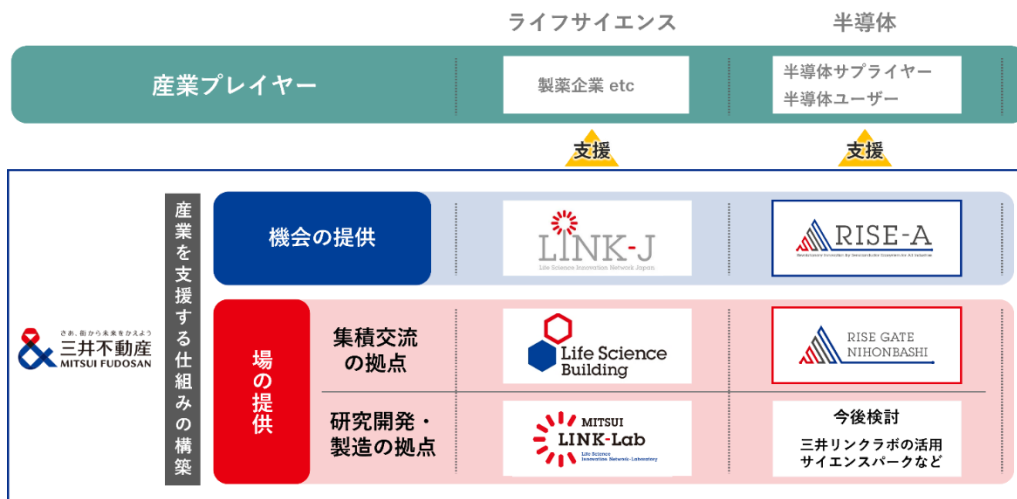 ライフサイエンス
半導体
産業プレイヤー
製薬企業 etc
半導体サプライヤー
半導体ユーザー
支援
支援
さあ、街から未来をかえよう
三井不動産
MITSUI FUDOSAN
産業を支援する仕組みの構築
機会の提供
LINK-J
Life Science Innovation Network Japan
RISE-A
場の提供
集積交流
の拠点
Life Science
Building
RISE GATE
NIHONBASHI
研究開発・
製造の拠点
MITSUI
LINK-Lab
Life Science
Innovation Network Laboratory
今後検討
三井リンクラボの活用
サイエンスパークなど